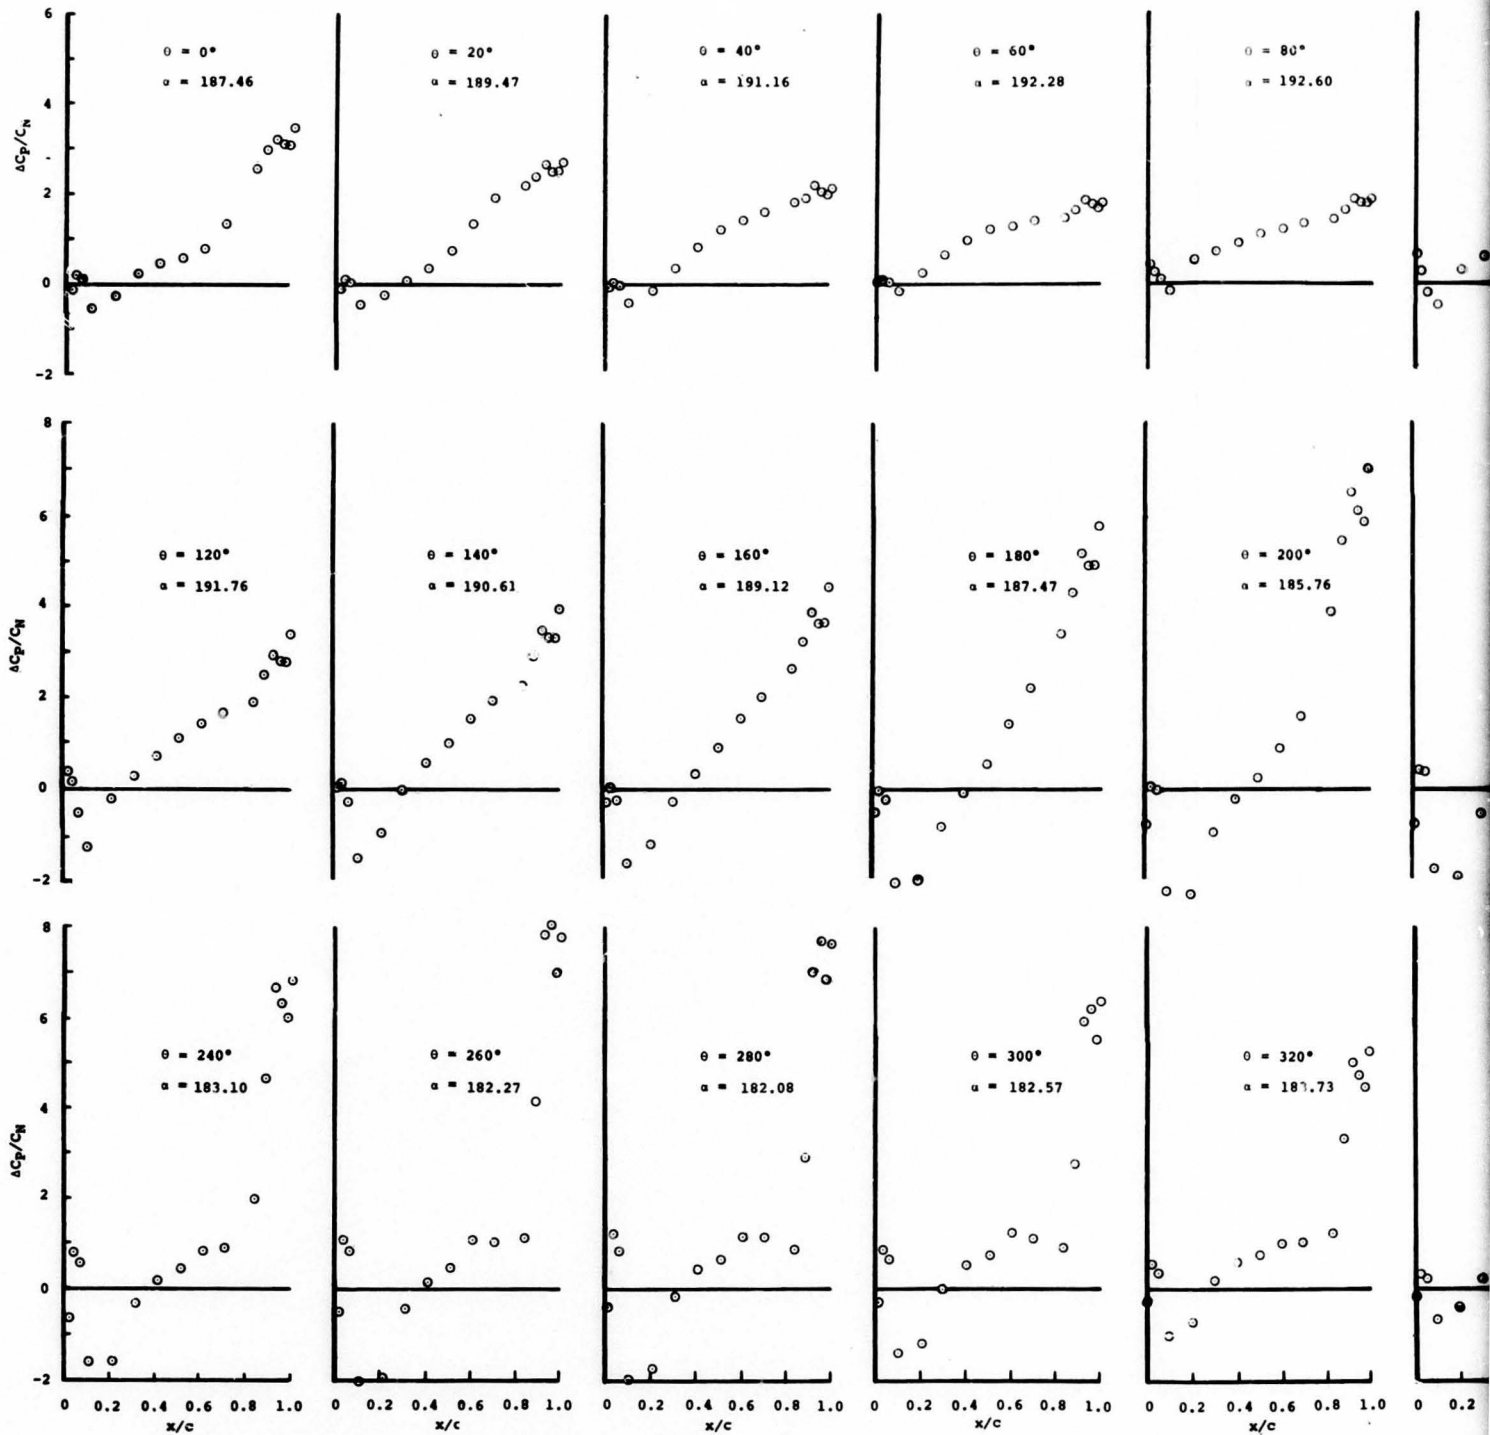 6
θ = 0°
θ = 20°
θ = 40°
θ = 60°
θ = 80°
α = 187.46
α = 189.47
α = 191.16
α = 192.28
α = 192.60
4
ΔCp/CN
2
0
-2
8
6
θ = 120°
θ = 140°
θ = 160°
θ = 180°
θ = 200°
α = 191.76
α = 190.61
α = 189.12
α = 187.47
α = 185.76
4
ΔCp/CN
2
0
-2
8
6
θ = 240°
θ = 260°
θ = 280°
θ = 300°
θ = 320°
α = 183.10
α = 182.27
α = 182.08
α = 182.57
4
ΔCp/CN
2
0
-2
0 0.2 0.4 0.6 0.8 1.0
0 0.2 0.4 0.6 0.8 1.0
0 0.2 0.4 0.6 0.8 1.0
0 0.2 0.4 0.6 0.8 1.0
0 0.2 0.4 0.6 0.8 1.0
0 0.2
x/c
x/c
x/c
x/c
x/c